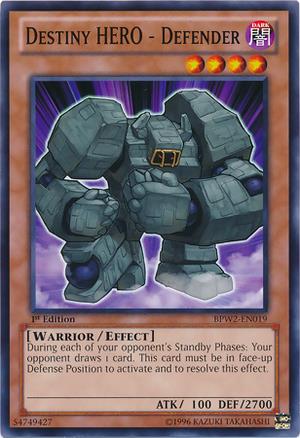 DESTINY HERO - DEFENDER
DARK
闇
1st Edition
BPW2-EN019
[WARRIOR / EFFECT]
During each of your opponent's Standby Phases: Your
opponent draws 1 card. This card must be in face-up
Defense Position to activate and to resolve this effect.
ATK/ 100 DEF/2700
54749427
©1996 KAZUKI TAKAHASHI